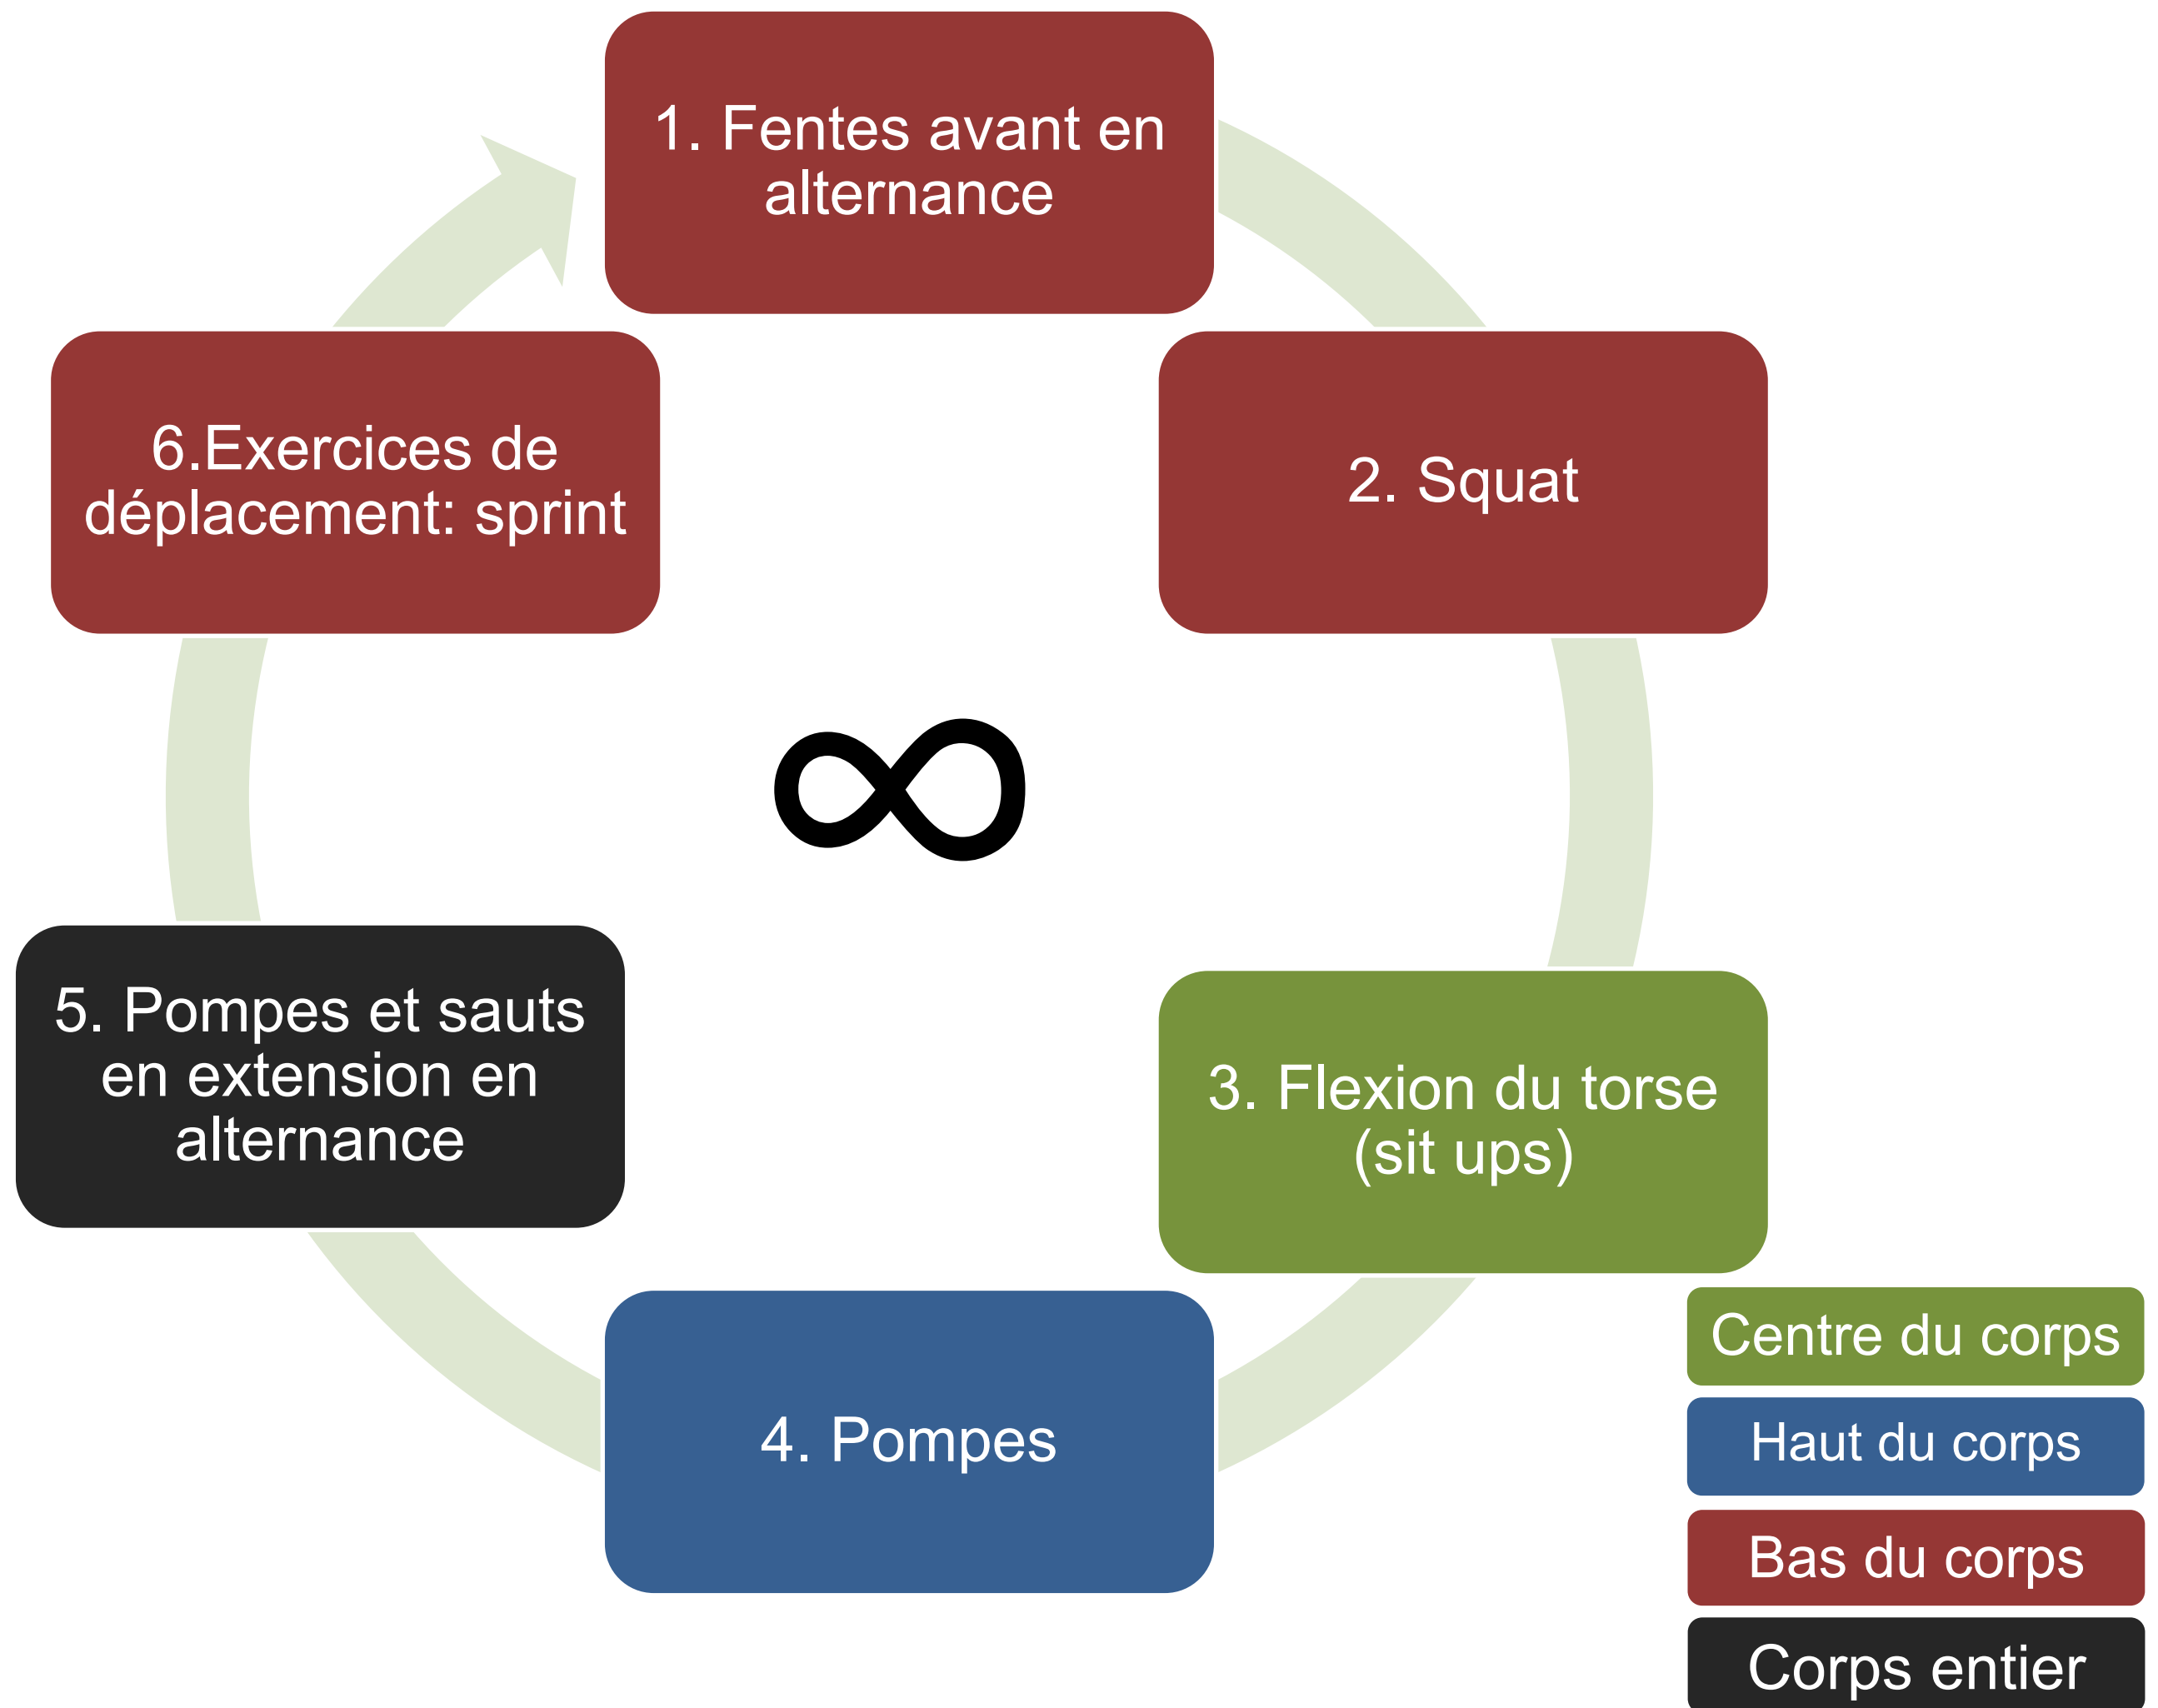 1. Fentes avant en
alternance
2. Squat
3. Flexion du torse
(sit ups)
4. Pompes
5. Pompes et sauts
en extension en
alternance
6.Exercices de
déplacement: sprint
∞
Centre du corps
Haut du corps
Bas du corps
Corps entier